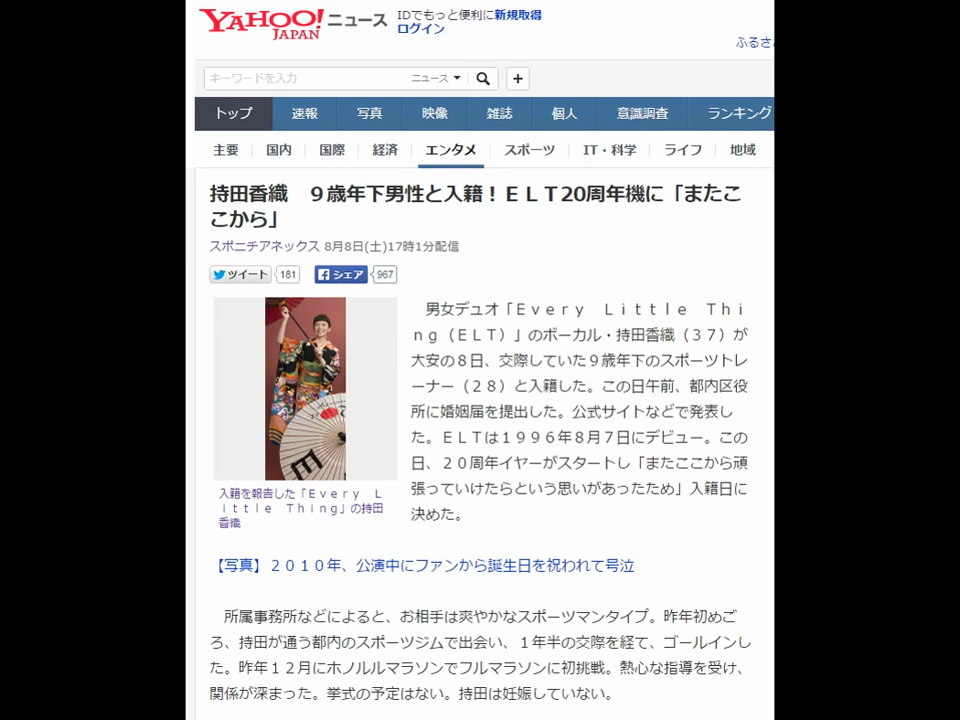 YAHOO! JAPAN ニュース
IDでもっと便利に新規取得
ログイン
ふるさ
キーワードを入力 ニュース
トップ 速報 写真 映像 雑誌 個人 意識調査 ランキング
主要 国内 国際 経済 エンタメ スポーツ IT・科学 ライフ 地域
持田香織　９歳年下男性と入籍！ＥＬＴ20周年機に「またこ
こから」
スポニチアネックス 8月8日(土)17時1分配信
ツイート 181 シェア 967
男女デュオ「Ｅｖｅｒｙ　Ｌｉｔｔｌｅ　Ｔｈｉ
ｎｇ（ＥＬＴ）」のボーカル・持田香織（３７）が
大安の８日、交際していた９歳年下のスポーツトレ
ーナー（２８）と入籍した。この日午前、都内区役
所に婚姻届を提出した。公式サイトなどで発表し
た。ＥＬＴは１９９６年８月７日にデビュー。この
日、２０周年イヤーがスタートし「またここから頑
張っていけたらという思いがあったため」入籍日に
決めた。
入籍を報告した「Ｅｖｅｒｙ　Ｌ
ｉｔｔｌｅ　Ｔｈｉｎｇ」の持田
香織
【写真】２０１０年、公演中にファンから誕生日を祝われて号泣
所属事務所などによると、お相手は爽やかなスポーツマンタイプ。昨年初めご
ろ、持田が通う都内のスポーツジムで出会い、１年半の交際を経て、ゴールインし
た。昨年１２月にホノルルマラソンでフルマラソンに初挑戦。熱心な指導を受け、
関係が深まった。挙式の予定はない。持田は妊娠していない。